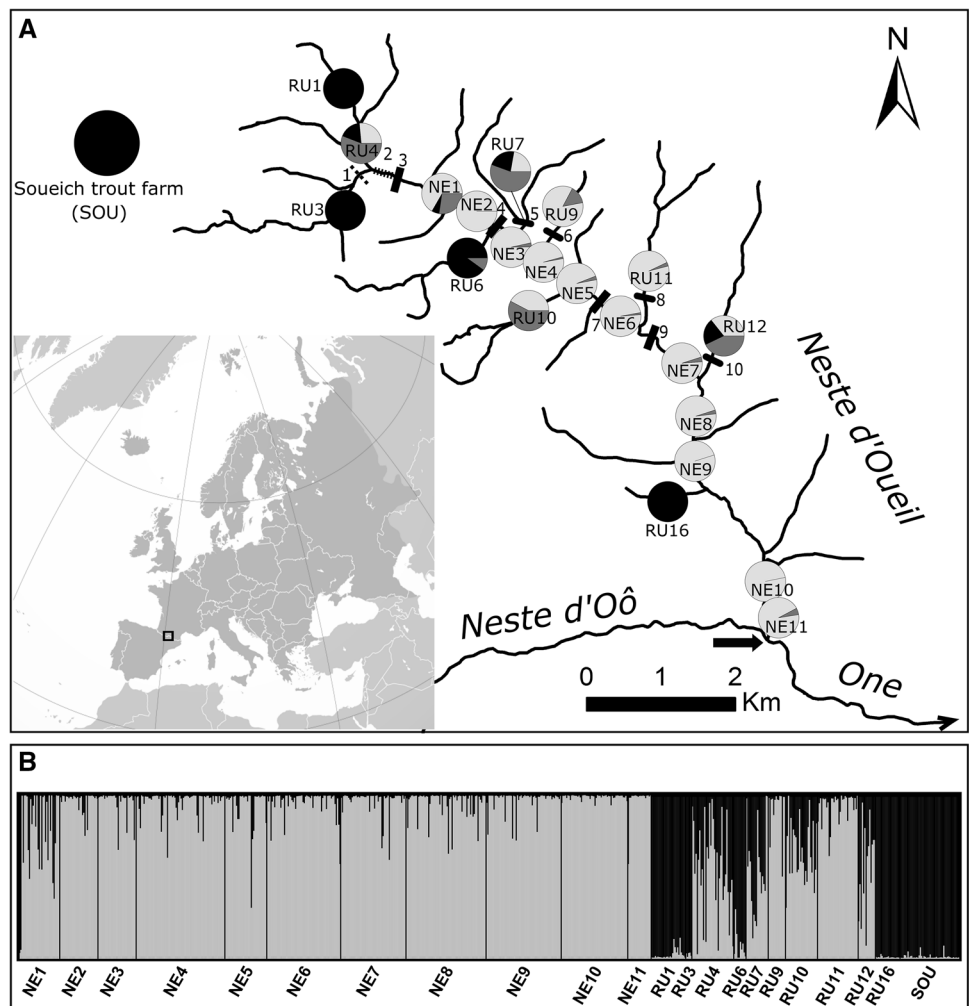 A
N
RU1
RU7
RU4
2
3
1
Soueich trout farm
(SOU)
NE1
NE2
4
5
RU9
RU3
6
NE3
NE4
RU6
NE5
RU11
8
RU10
7
NE6
9
RU12
NE7
10
NE8
NE9
RU16
Neste d'Oueil
NE10
NE11
Neste d'Oô
0 1 2
Km
One
B
NE1 NE2 NE3 NE4 NE5 NE6 NE7 NE8 NE9 NE10 NE11 RU1 RU3 RU4 RU6 RU7 RU9 RU10 RU11 RU12 RU16 SOU